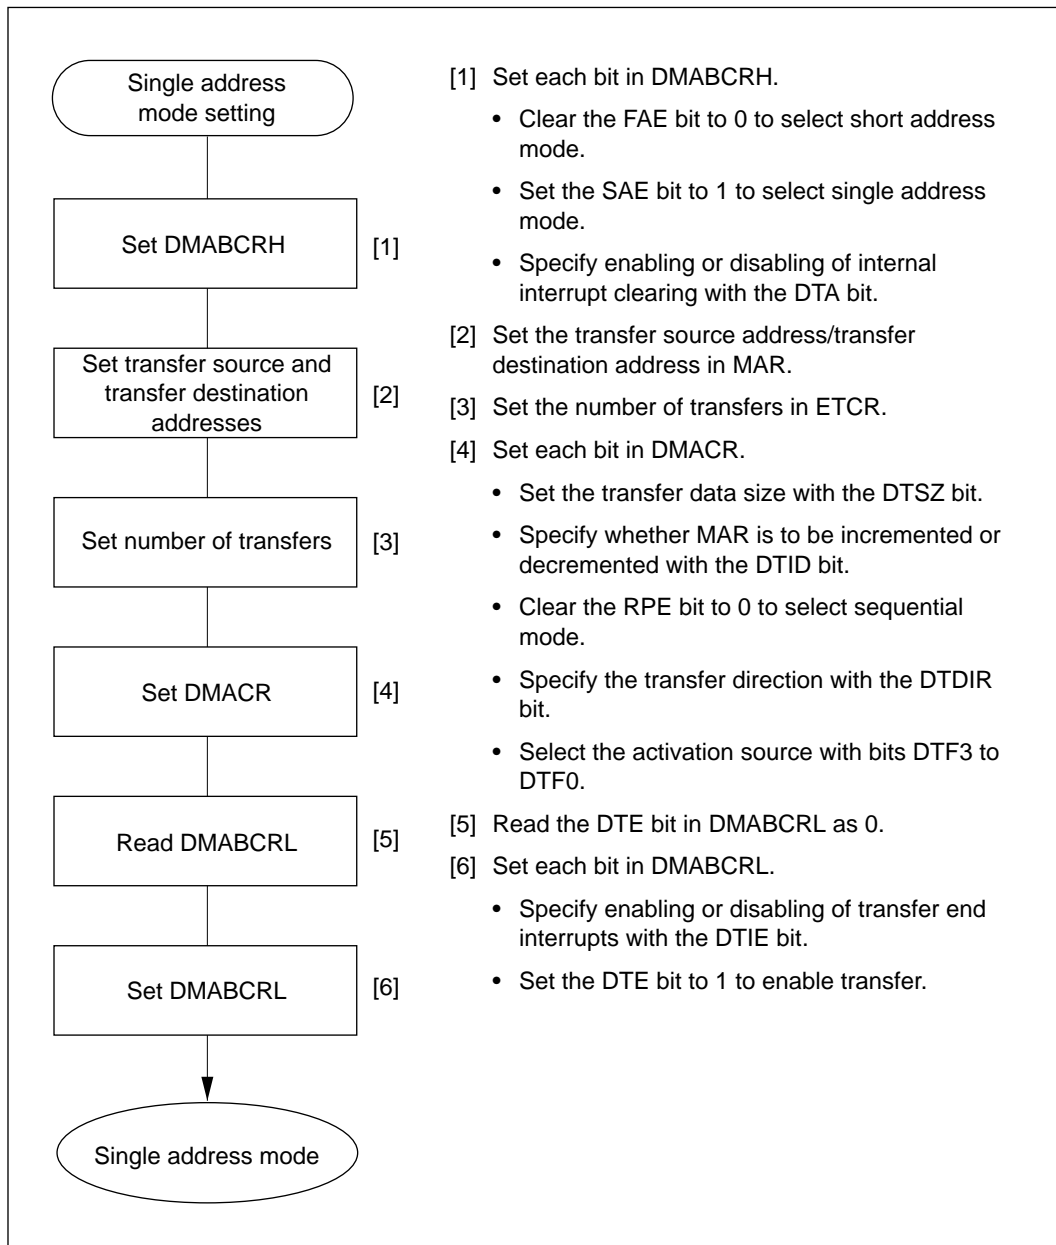 Single address
mode setting
Set DMABCRH
[1]
Set transfer source and
transfer destination
addresses
[2]
Set number of transfers
[3]
Set DMACR
[4]
Read DMABCRL
[5]
Set DMABCRL
[6]
Single address mode
[1] Set each bit in DMABCRH.
• Clear the FAE bit to 0 to select short address
mode.
• Set the SAE bit to 1 to select single address
mode.
• Specify enabling or disabling of internal
interrupt clearing with the DTA bit.
[2] Set the transfer source address/transfer
destination address in MAR.
[3] Set the number of transfers in ETCR.
[4] Set each bit in DMACR.
• Set the transfer data size with the DTSZ bit.
• Specify whether MAR is to be incremented or
decremented with the DTID bit.
• Clear the RPE bit to 0 to select sequential
mode.
• Specify the transfer direction with the DTDIR
bit.
• Select the activation source with bits DTF3 to
DTF0.
[5] Read the DTE bit in DMABCRL as 0.
[6] Set each bit in DMABCRL.
• Specify enabling or disabling of transfer end
interrupts with the DTIE bit.
• Set the DTE bit to 1 to enable transfer.